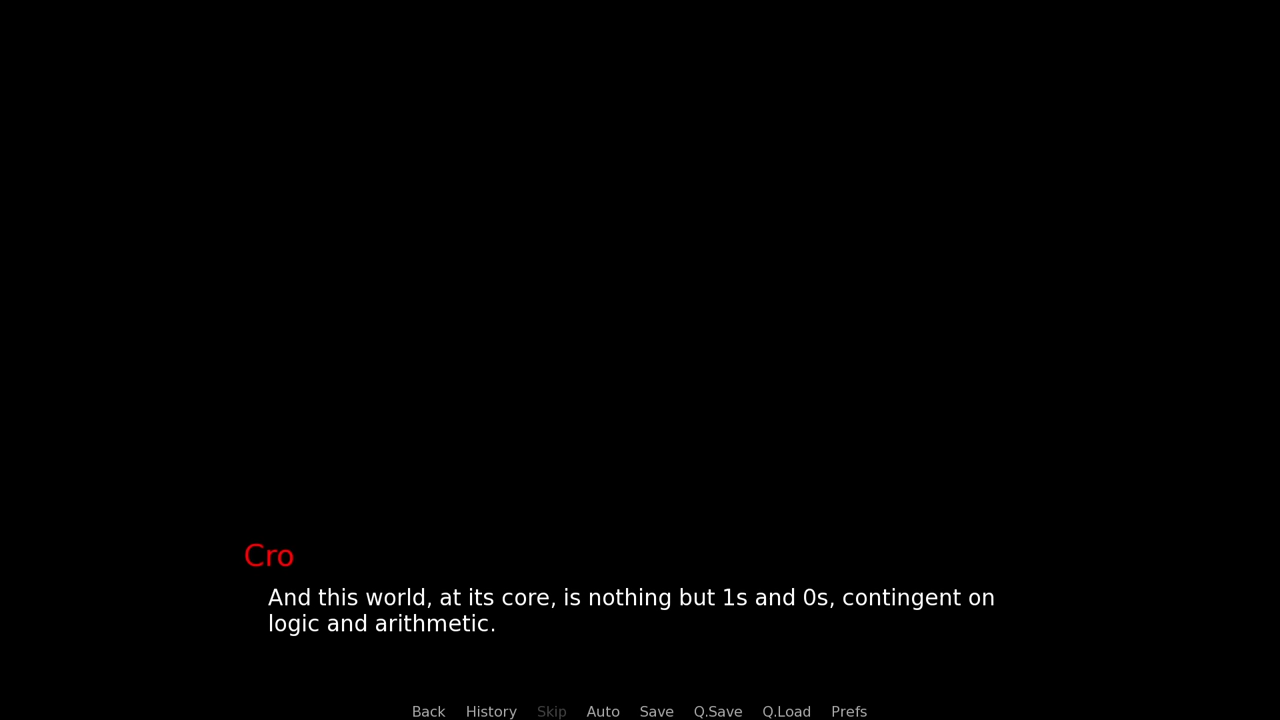 Cro
And this world, at its core, is nothing but 1s and 0s, contingent on
logic and arithmetic.
Back History Skip Auto Save Q.Save Q.Load Prefs